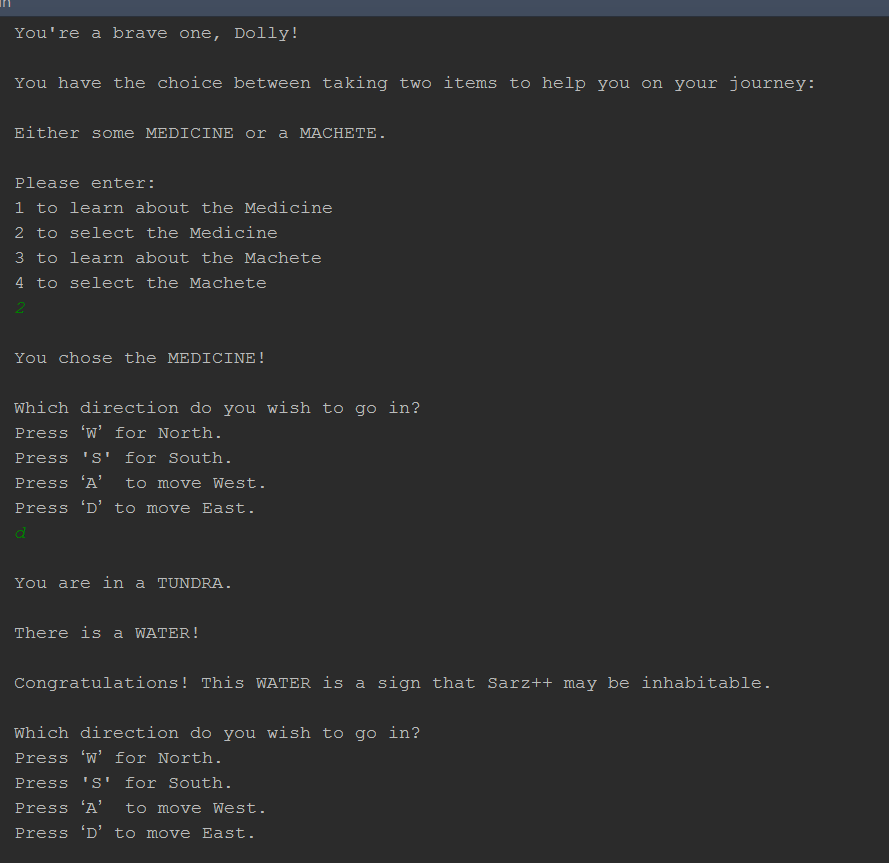 in
You're a brave one, Dolly!
You have the choice between taking two items to help you on your journey:
Either some MEDICINE or a MACHETE.
Please enter:
1 to learn about the Medicine
2 to select the Medicine
3 to learn about the Machete
4 to select the Machete
2
You chose the MEDICINE!
Which direction do you wish to go in?
Press ‘W’ for North.
Press 'S' for South.
Press ‘A’  to move West.
Press ‘D’ to move East.
d
You are in a TUNDRA.
There is a WATER!
Congratulations! This WATER is a sign that Sarz++ may be inhabitable.
Which direction do you wish to go in?
Press ‘W’ for North.
Press 'S' for South.
Press ‘A’  to move West.
Press ‘D’ to move East.